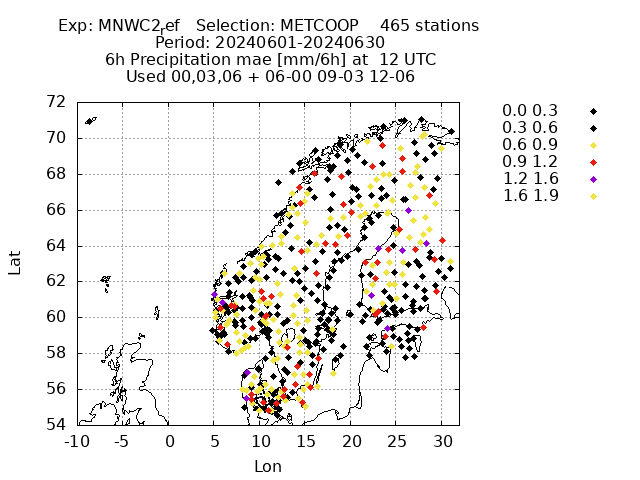 Exp: MNWC2ref   Selection: METCOOP    465 stations
Period: 20240601-20240630
6h Precipitation mae [mm/6h] at  12 UTC
Used 00,03,06 + 06-00 09-03 12-06
0.0 0.3
0.3 0.6
0.6 0.9
0.9 1.2
1.2 1.6
1.6 1.9
72
70
68
66
64
62
60
58
56
54
Lat
-10 -5 0 5 10 15 20 25 30
Lon